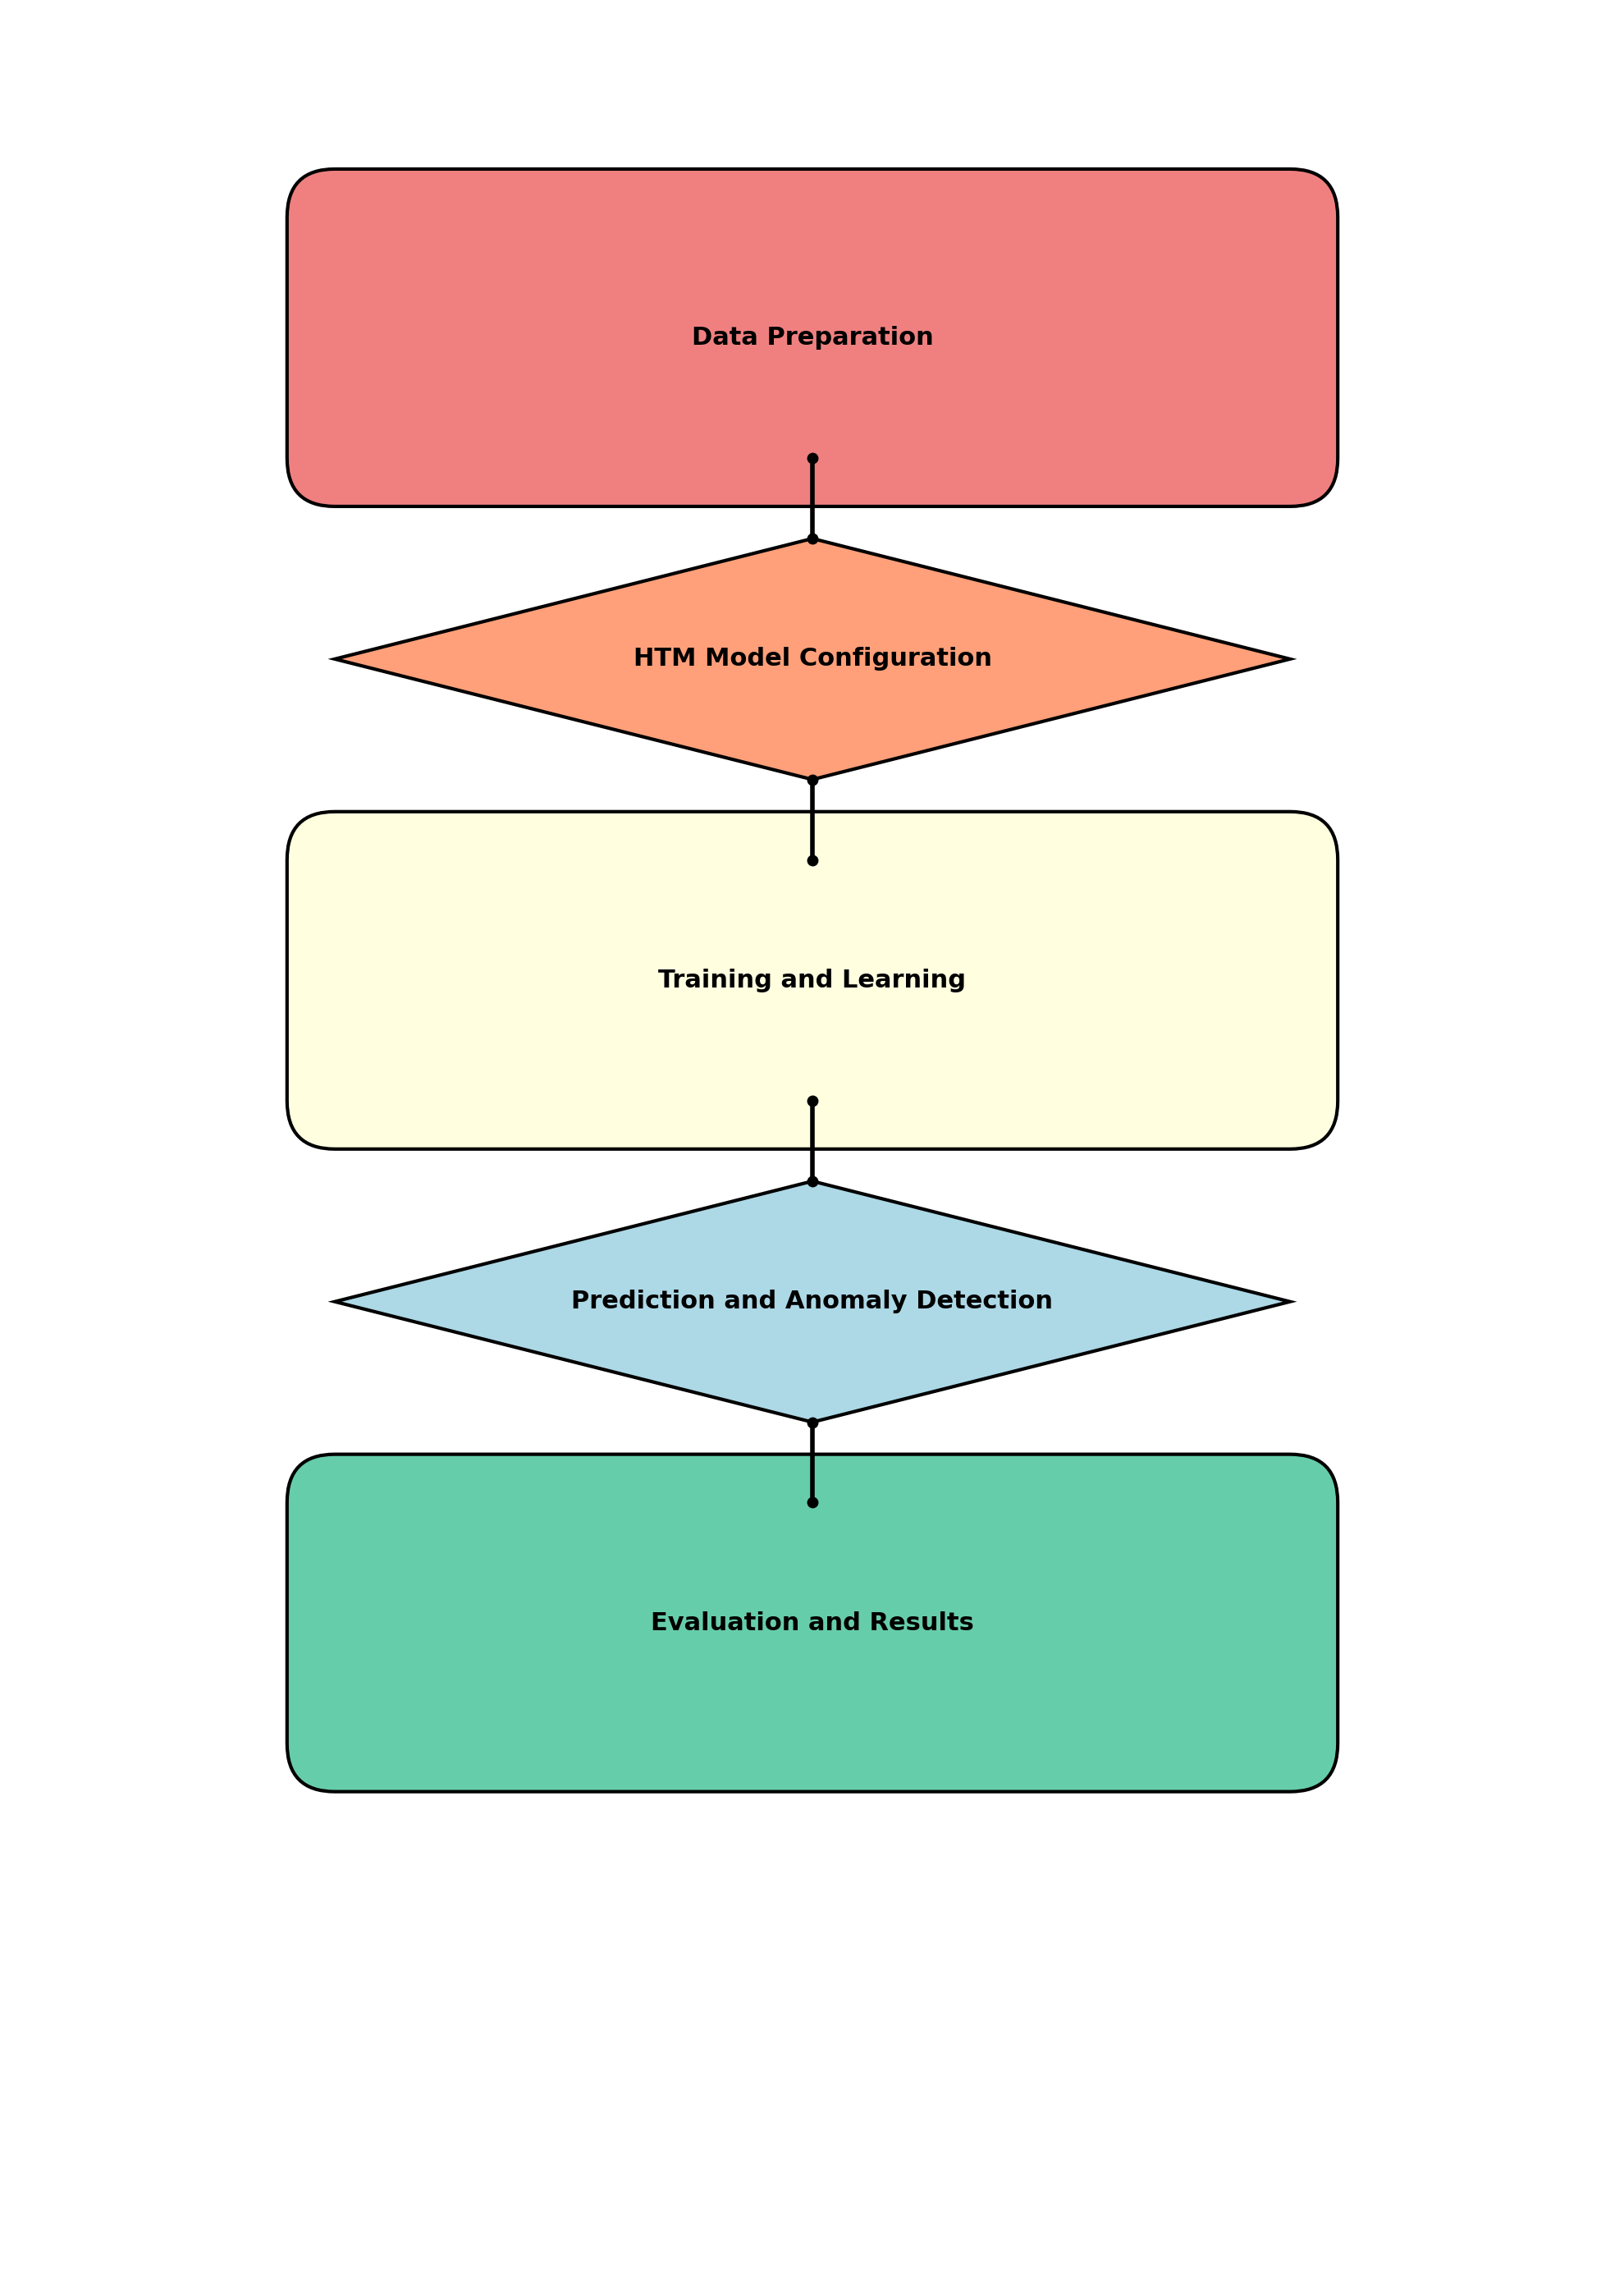 Data Preparation
HTM Model Configuration
Training and Learning
Prediction and Anomaly Detection
Evaluation and Results